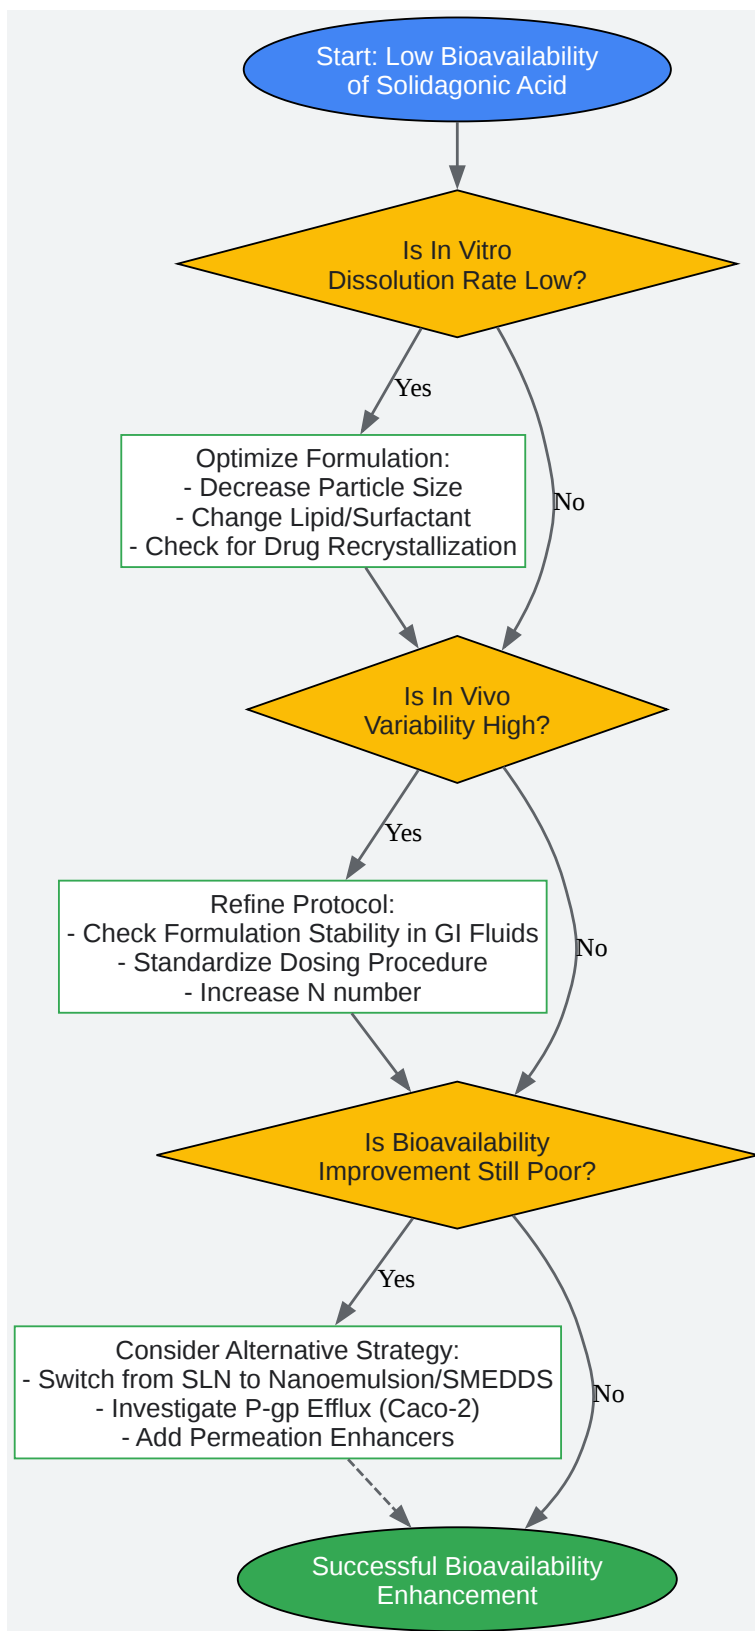 Start: Low Bioavailability
of Solidagonic Acid
Is In Vitro
Dissolution Rate Low?
Yes
Optimize Formulation:
- Decrease Particle Size
- Change Lipid/Surfactant
- Check for Drug Recrystallization
No
Is In Vivo
Variability High?
Yes
Refine Protocol:
- Check Formulation Stability in GI Fluids
- Standardize Dosing Procedure
- Increase N number
No
Is Bioavailability
Improvement Still Poor?
Yes
Consider Alternative Strategy:
- Switch from SLN to Nanoemulsion/SMEDDS
- Investigate P-gp Efflux (Caco-2)
- Add Permeation Enhancers
No
Successful Bioavailability
Enhancement